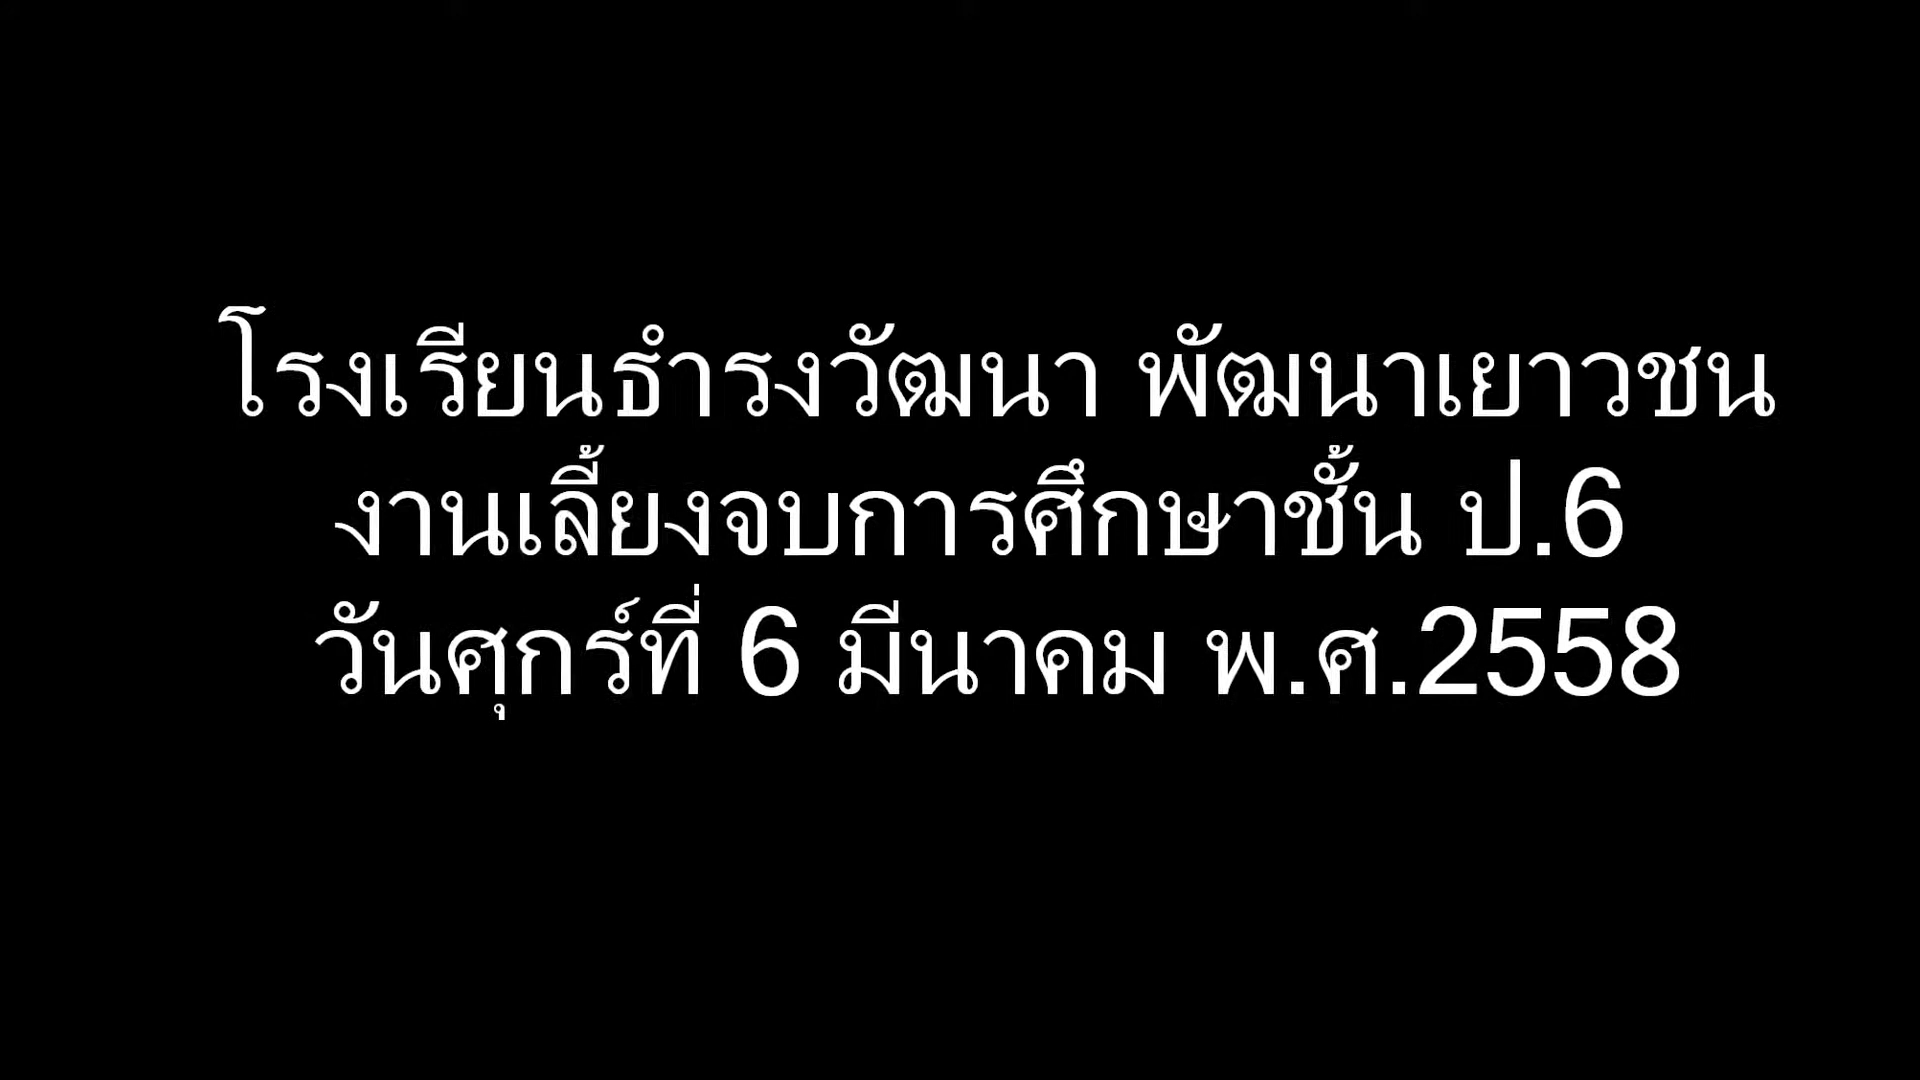 โรงเรียนธำรงวัฒนา พัฒนาเยาวชน
งานเลี้ยงจบการศึกษาชั้น ป.6
วันศุกร์ที่ 6 มีนาคม พ.ศ.2558